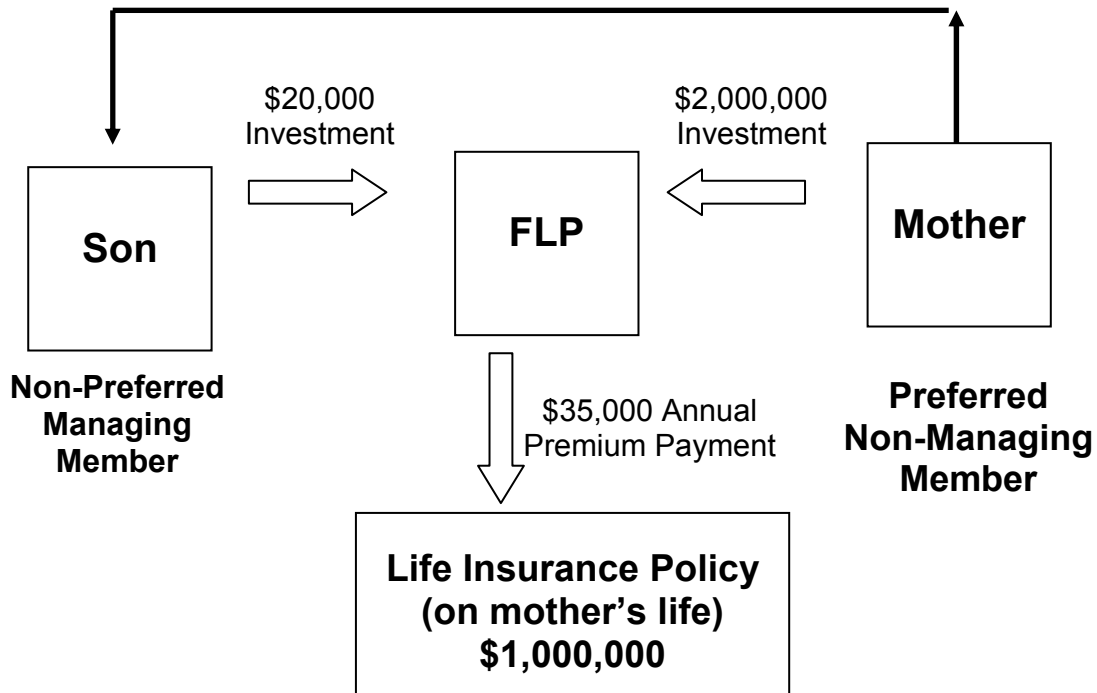 $20,000
Investment
$2,000,000
Investment
Son
FLP
Mother
Non-Preferred
Managing
Member
$35,000 Annual
Premium Payment
Preferred
Non-Managing
Member
Life Insurance Policy
(on mother’s life)
$1,000,000